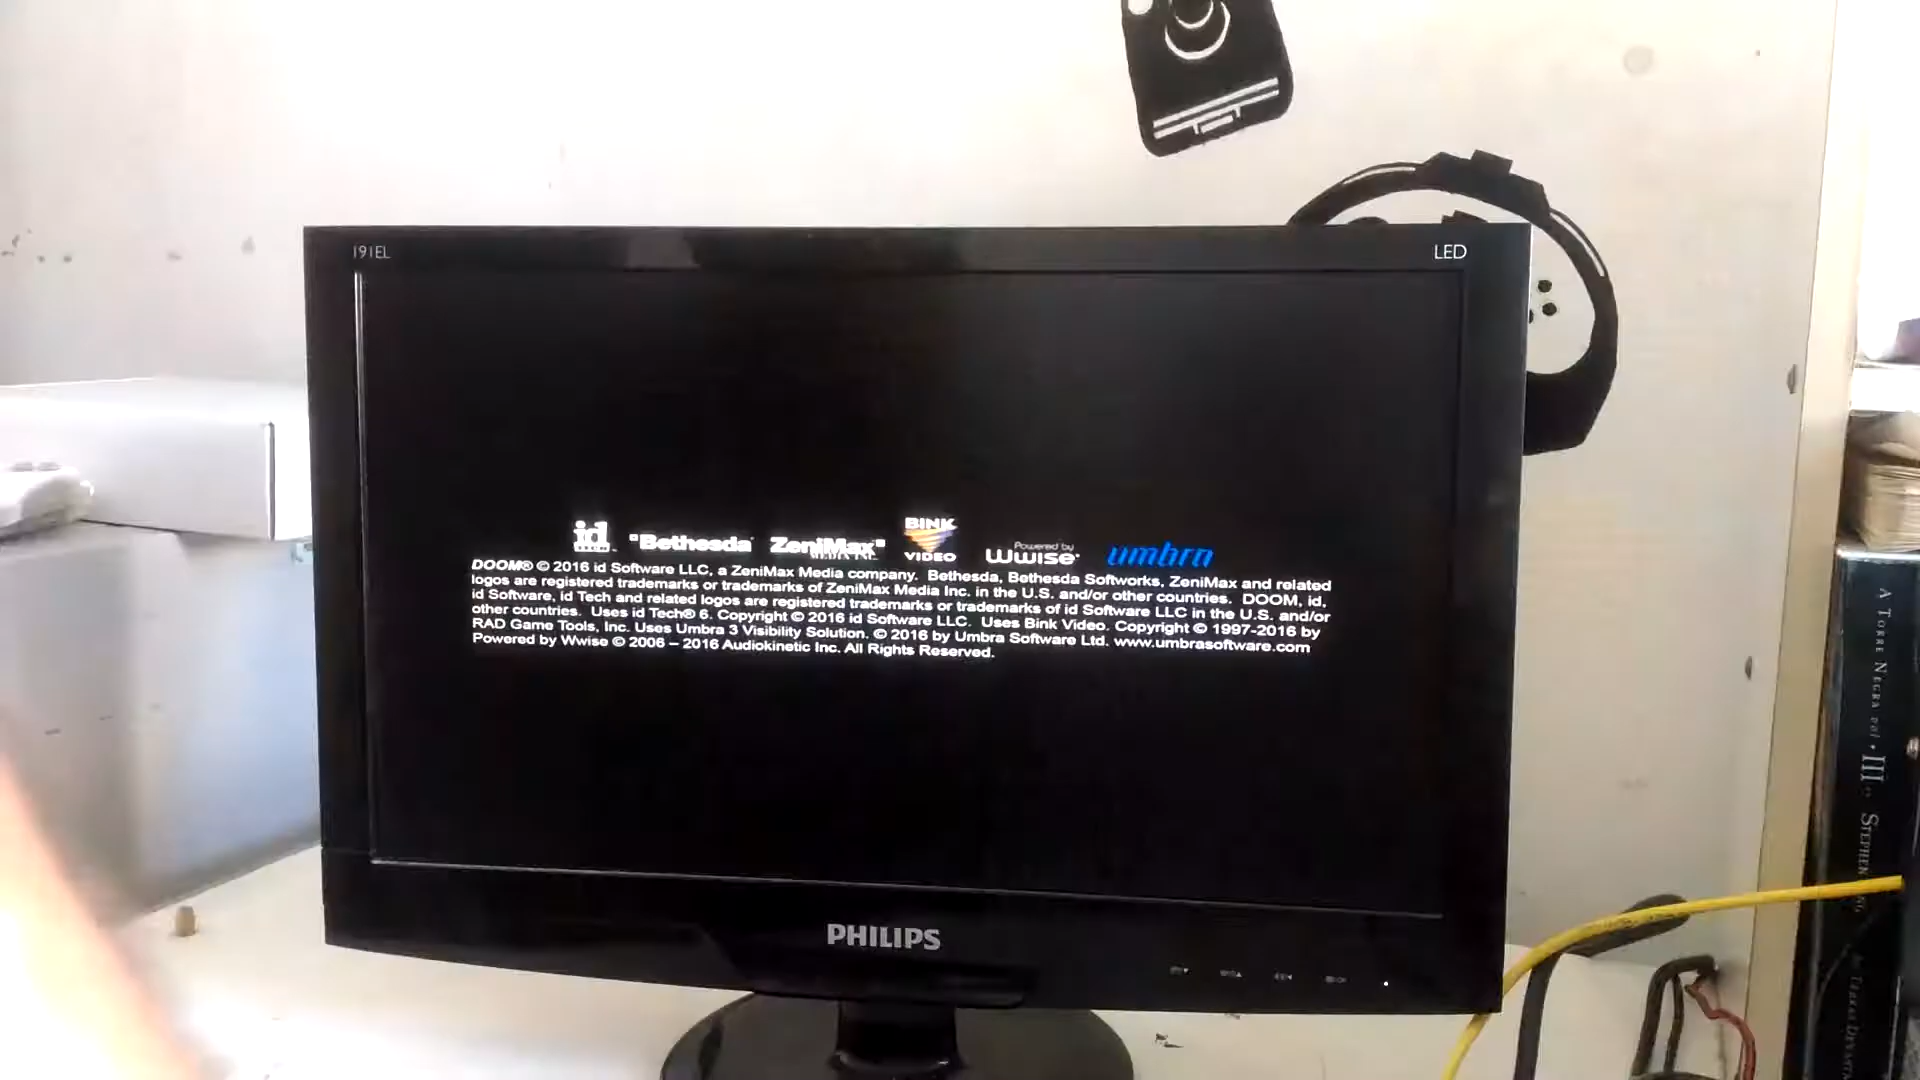 191EL
LED
id
Bethesda
ZeniMax
MEDIA INC.
BINK
VIDEO
Powered by
Wwise
umbra
DOOM® © 2016 id Software LLC, a ZeniMax Media company. Bethesda, Bethesda Softworks, ZeniMax and related
logos are registered trademarks or trademarks of ZeniMax Media Inc. in the U.S. and/or other countries. DOOM, id,
id Software, id Tech and related logos are registered trademarks or trademarks of id Software LLC in the U.S. and/or
other countries. Uses id Tech® 6. Copyright © 2016 id Software LLC. Uses Bink Video. Copyright © 1997-2016 by
RAD Game Tools, Inc. Uses Umbra 3 Visibility Solution. © 2016 by Umbra Software Ltd. www.umbrasoftware.com
Powered by Wwise © 2006 – 2016 Audiokinetic Inc. All Rights Reserved.
PHILIPS
A TORRE NEGRA vol • III
STEPHEN KING